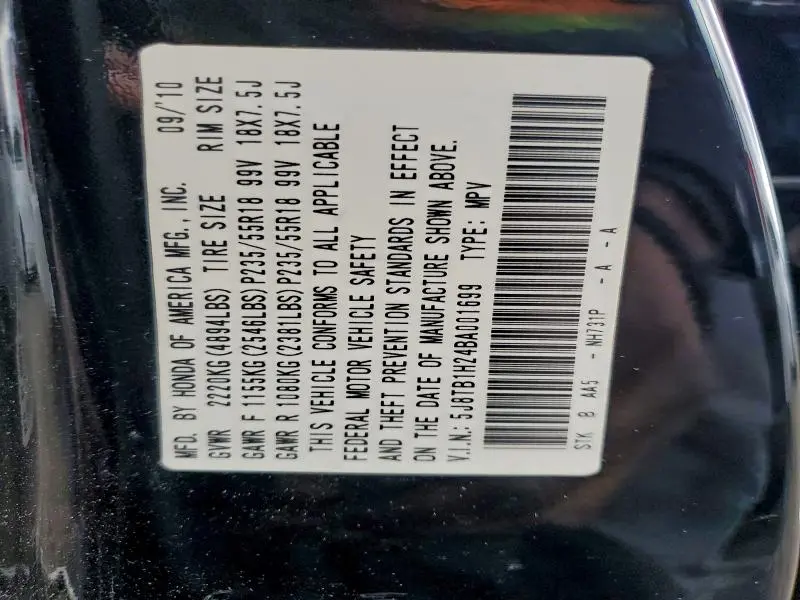 MFD. BY HONDA OF AMERICA MFG., INC. 09/'10
GVWR 2220KG(4894LBS) TIRE SIZE RIM SIZE
GAWR F 1155KG(2546LBS)P235/55R18 99V 18X7.5J
GAWR R 1080KG(2381LBS)P235/55R18 99V 18X7.5J
THIS VEHICLE CONFORMS TO ALL APPLICABLE
FEDERAL MOTOR VEHICLE SAFETY
AND THEFT PREVENTION STANDARDS IN EFFECT
ON THE DATE OF MANUFACTURE SHOWN ABOVE.
V.I.N.: 5J8TB1H24BA001699 TYPE: MPV
STK B AA5 - NH731P - A - A